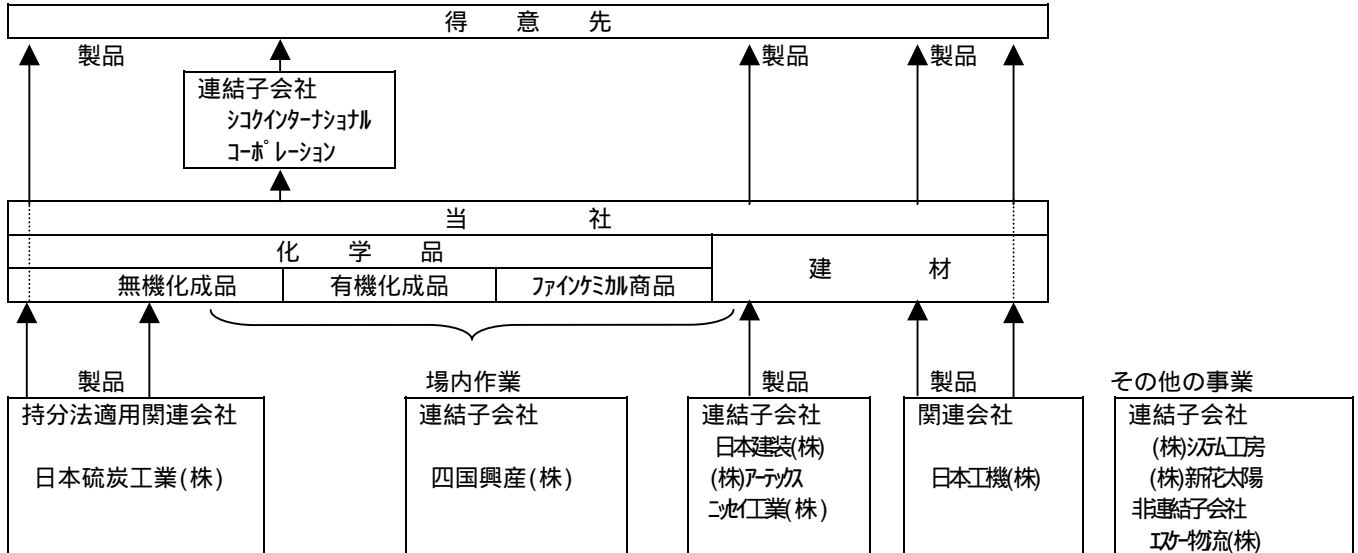 得 意 先
製品
製品
製品
連結子会社
シコクインターナショナル
コーポレーション
当 社
化 学 品
建 材
無機化成品
有機化成品
ファインケミカル商品
製品
場内作業
製品
製品
その他の事業
持分法適用関連会社
日本硫炭工業(株)
連結子会社
四国興産(株)
連結子会社
日本建装(株)
(株)アーテックス
ニッセイ工業(株)
関連会社
日本工機(株)
連結子会社
(株)システム工房
(株)新花太陽
非連結子会社
エスケー物流(株)